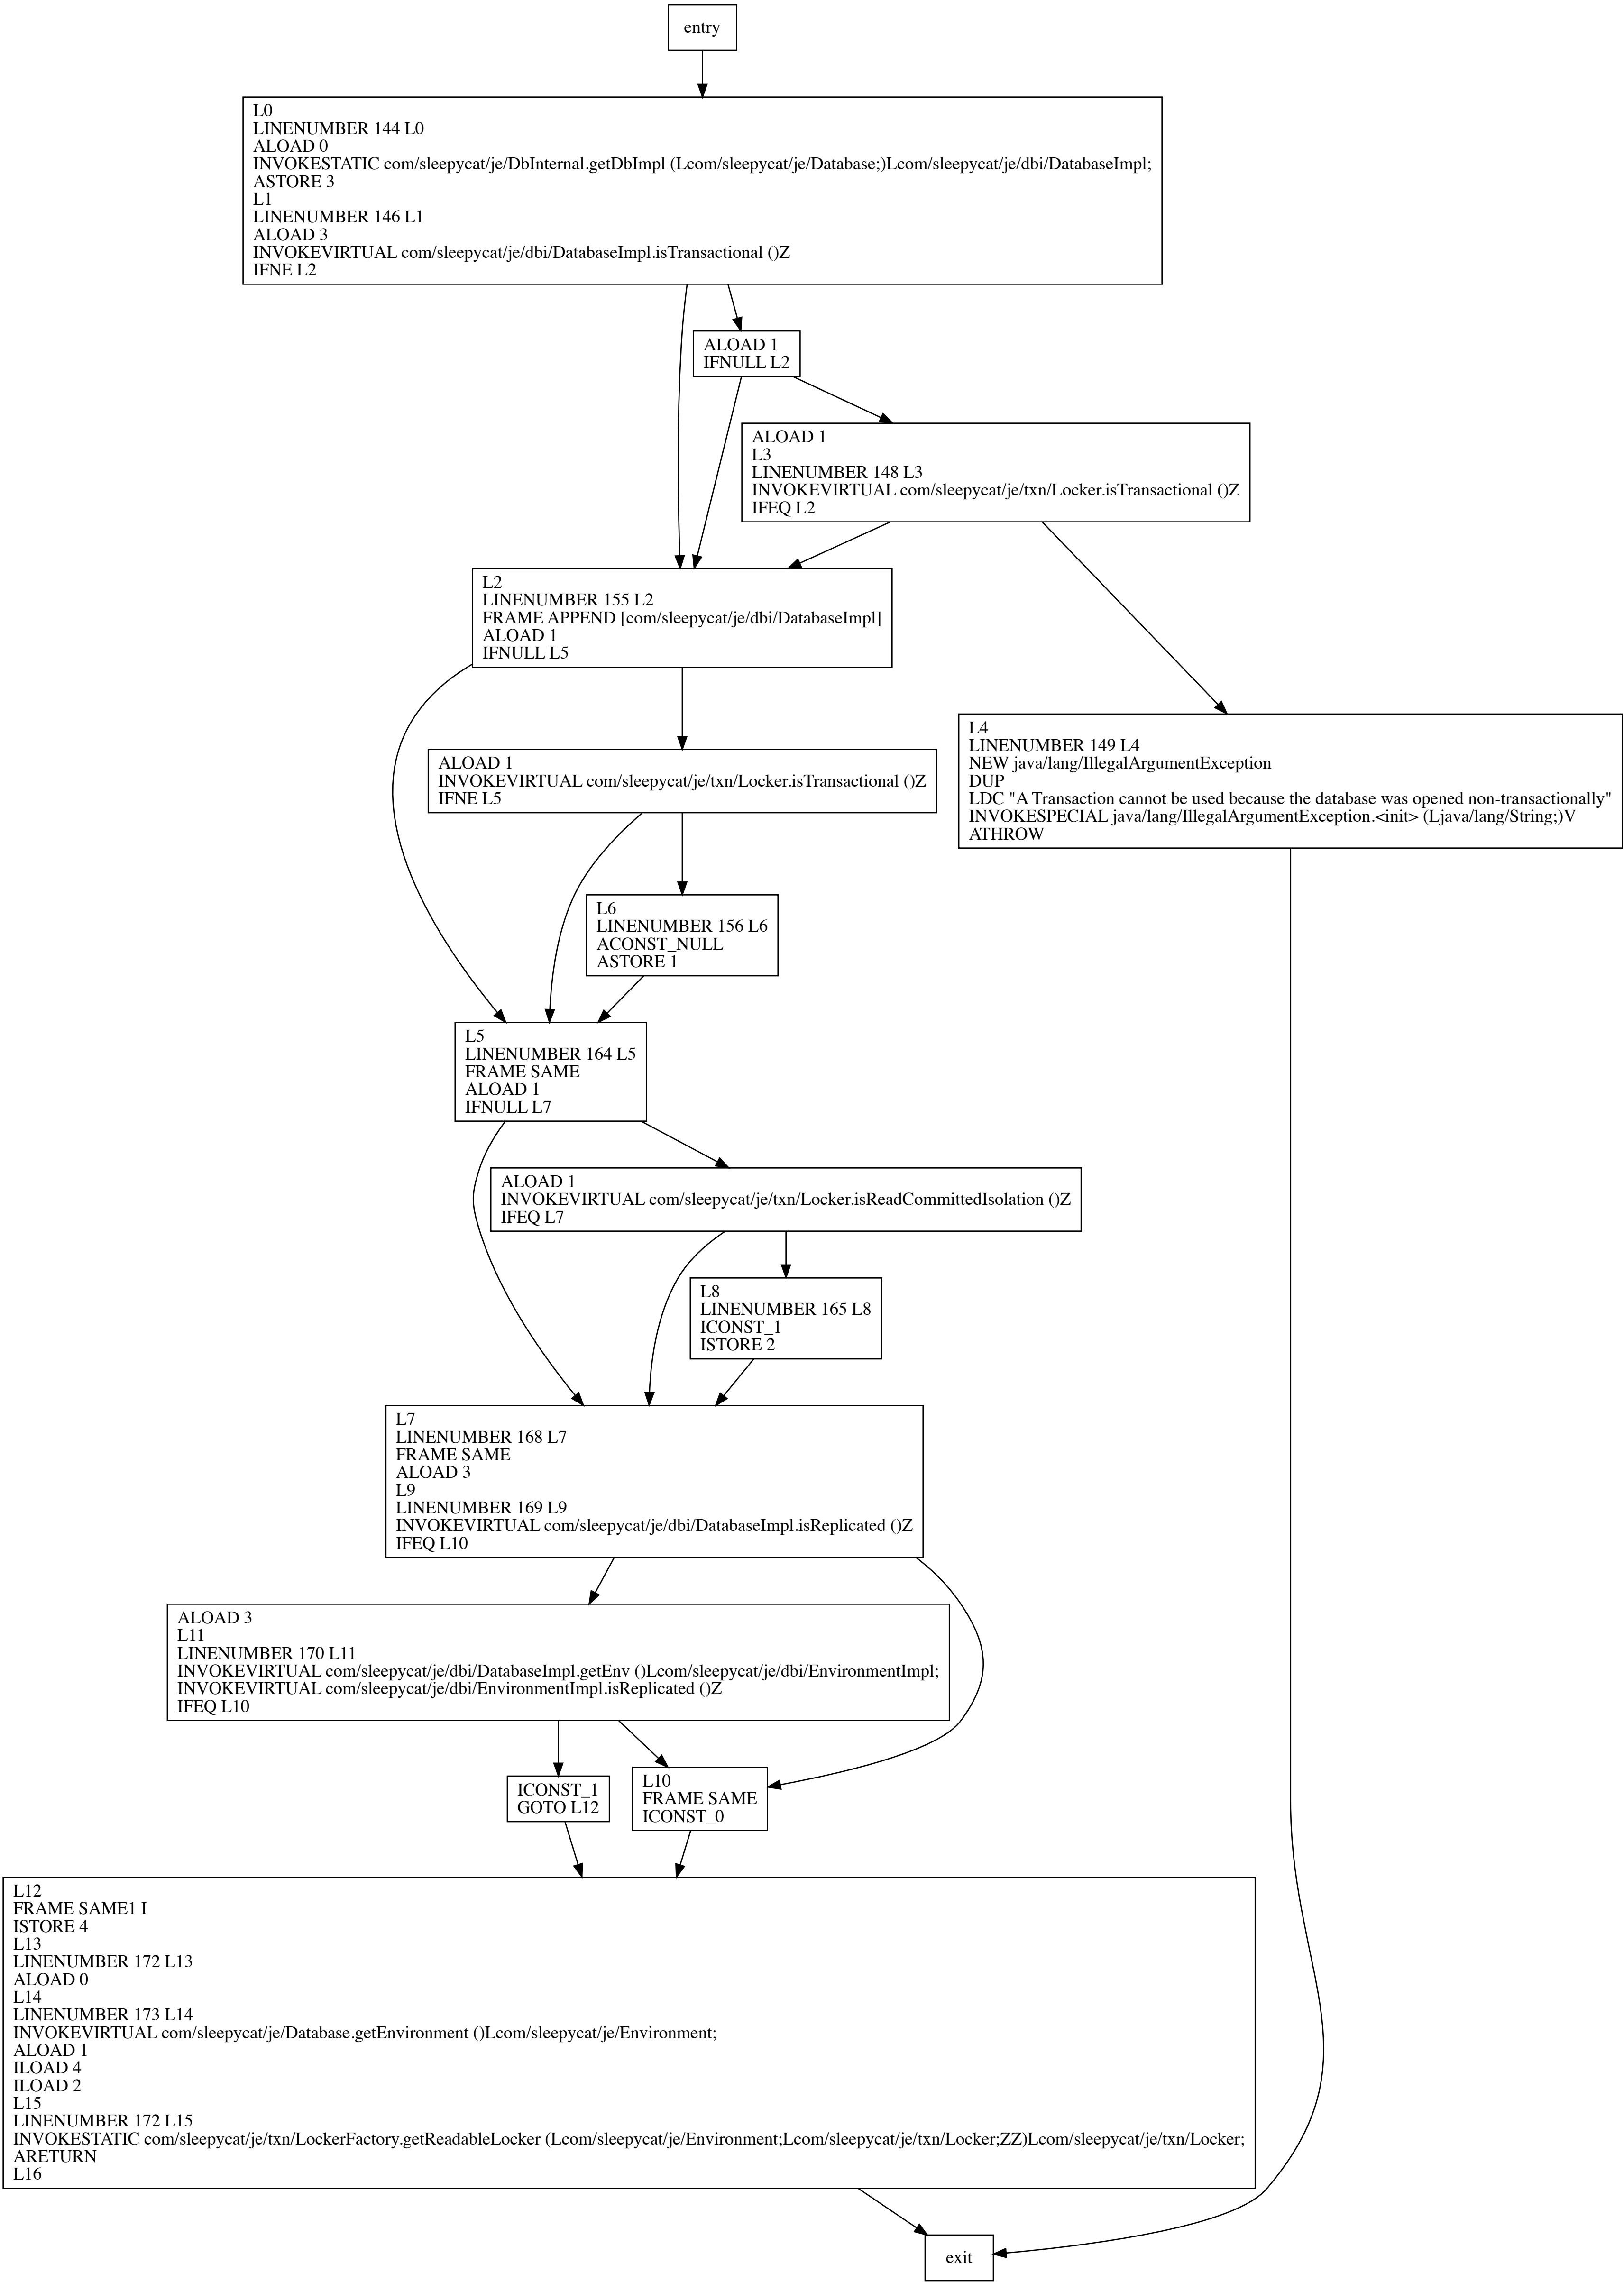 entry
L0
LINENUMBER 144 L0
ALOAD 0
INVOKESTATIC com/sleepycat/je/DbInternal.getDbImpl (Lcom/sleepycat/je/Database;)Lcom/sleepycat/je/dbi/DatabaseImpl;
ASTORE 3
L1
LINENUMBER 146 L1
ALOAD 3
INVOKEVIRTUAL com/sleepycat/je/dbi/DatabaseImpl.isTransactional ()Z
IFNE L2
ALOAD 1
IFNULL L2
ALOAD 1
L3
LINENUMBER 148 L3
INVOKEVIRTUAL com/sleepycat/je/txn/Locker.isTransactional ()Z
IFEQ L2
L2
LINENUMBER 155 L2
FRAME APPEND [com/sleepycat/je/dbi/DatabaseImpl]
ALOAD 1
IFNULL L5
L4
LINENUMBER 149 L4
NEW java/lang/IllegalArgumentException
DUP
LDC "A Transaction cannot be used because the database was opened non-transactionally"
INVOKESPECIAL java/lang/IllegalArgumentException.<init> (Ljava/lang/String;)V
ATHROW
ALOAD 1
INVOKEVIRTUAL com/sleepycat/je/txn/Locker.isTransactional ()Z
IFNE L5
L6
LINENUMBER 156 L6
ACONST_NULL
ASTORE 1
L5
LINENUMBER 164 L5
FRAME SAME
ALOAD 1
IFNULL L7
ALOAD 1
INVOKEVIRTUAL com/sleepycat/je/txn/Locker.isReadCommittedIsolation ()Z
IFEQ L7
L8
LINENUMBER 165 L8
ICONST_1
ISTORE 2
L7
LINENUMBER 168 L7
FRAME SAME
ALOAD 3
L9
LINENUMBER 169 L9
INVOKEVIRTUAL com/sleepycat/je/dbi/DatabaseImpl.isReplicated ()Z
IFEQ L10
ALOAD 3
L11
LINENUMBER 170 L11
INVOKEVIRTUAL com/sleepycat/je/dbi/DatabaseImpl.getEnv ()Lcom/sleepycat/je/dbi/EnvironmentImpl;
INVOKEVIRTUAL com/sleepycat/je/dbi/EnvironmentImpl.isReplicated ()Z
IFEQ L10
ICONST_1
GOTO L12
L10
FRAME SAME
ICONST_0
L12
FRAME SAME1 I
ISTORE 4
L13
LINENUMBER 172 L13
ALOAD 0
L14
LINENUMBER 173 L14
INVOKEVIRTUAL com/sleepycat/je/Database.getEnvironment ()Lcom/sleepycat/je/Environment;
ALOAD 1
ILOAD 4
ILOAD 2
L15
LINENUMBER 172 L15
INVOKESTATIC com/sleepycat/je/txn/LockerFactory.getReadableLocker (Lcom/sleepycat/je/Environment;Lcom/sleepycat/je/txn/Locker;ZZ)Lcom/sleepycat/je/txn/Locker;
ARETURN
L16
exit